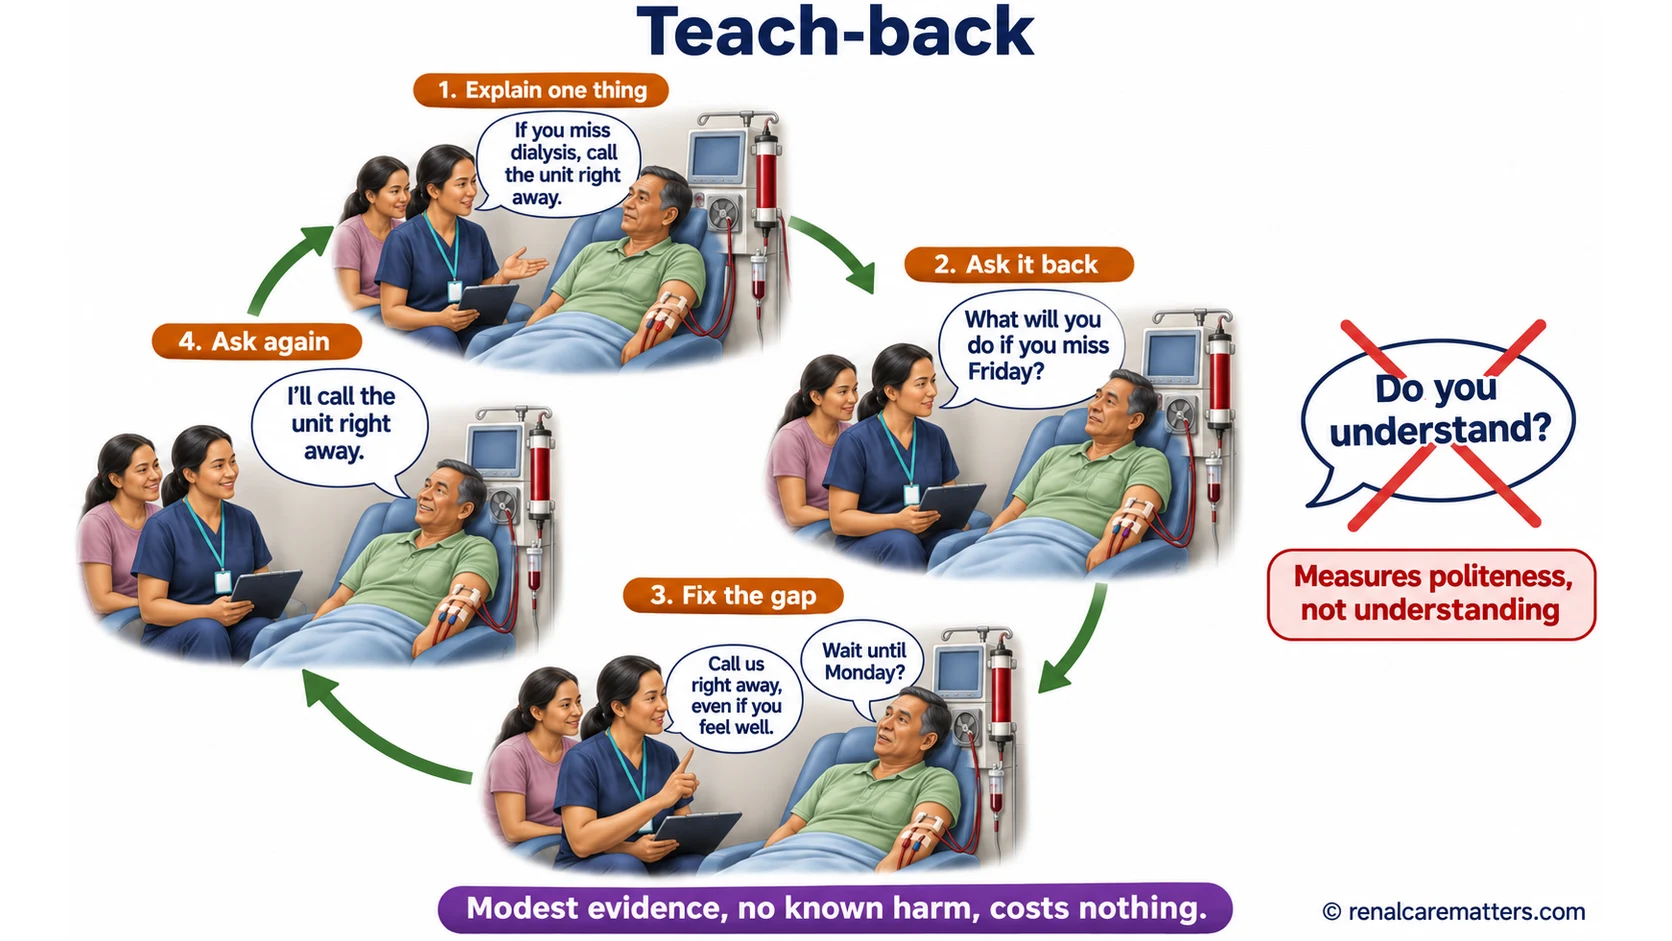 Teach-back
1. Explain one thing
If you miss
dialysis, call
the unit right
away.
2. Ask it back
What will you
do if you miss
Friday?
3. Fix the gap
Call us
right away,
even if you
feel well.
Wait until
Monday?
4. Ask again
I'll call the
unit right
away.
Do you
understand?
Measures politeness,
not understanding
Modest evidence, no known harm, costs nothing.
© renalcarematters.com